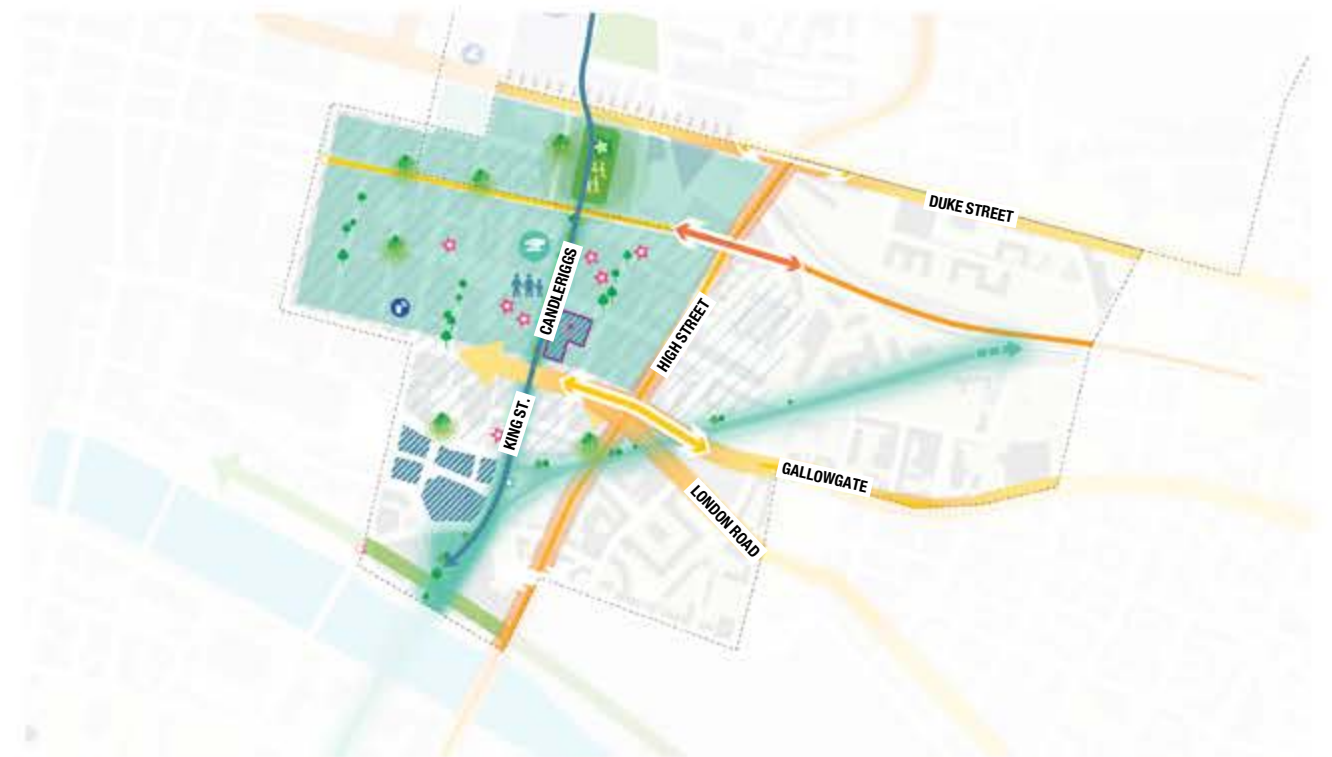 DUKE STREET
CANDLERIGGS
HIGH STREET
KING ST.
GALLOWGATE
LONDON ROAD